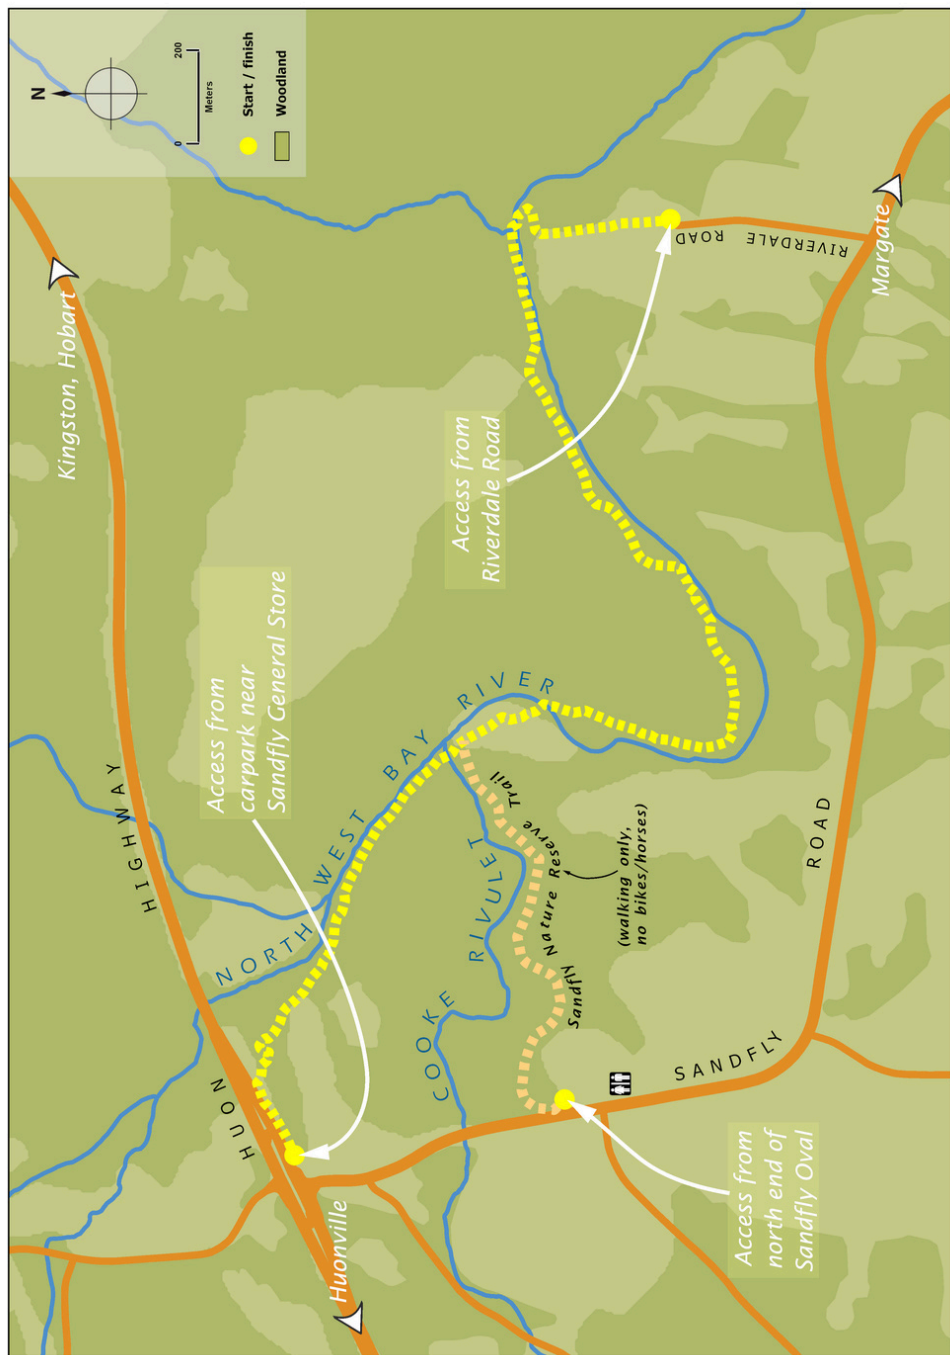 N
0 200
Meters
Start / finish
Woodland
Kingston, Hobart
HUON HIGHWAY
Access from
carpark near
Sandfly General Store
NORTH WEST BAY RIVER
Access from
Riverdale Road
RIVERDALE ROAD
Margate
COOKE RIVULET
Sandfly Nature Reserve Trail
(walking only,
no bikes/horses)
SANDFLY ROAD
Access from
north end of
Sandfly Oval
Huonville